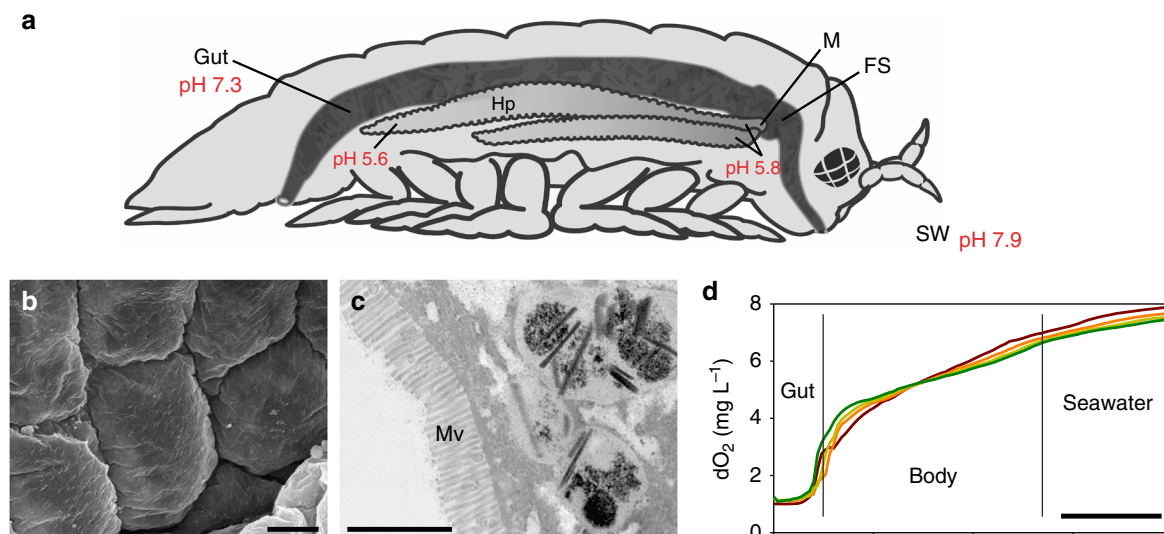 a
Gut
pH 7.3
Hp
pH 5.6
M
FS
pH 5.8
SW pH 7.9
b
c
Mv
d
dO₂ (mg L⁻¹)
8
6
4
2
0
Gut
Body
Seawater